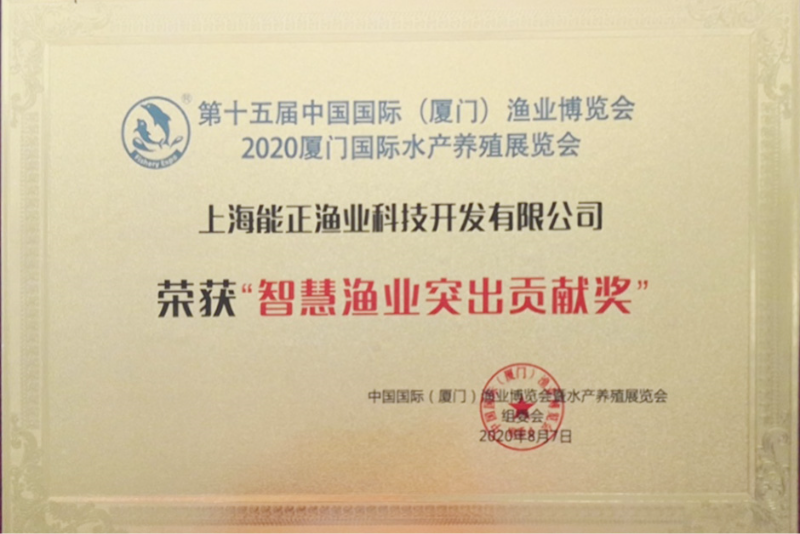 第十五届中国国际（厦门）渔业博览会
2020厦门国际水产养殖展览会
®
Fishery Expo
上海能正渔业科技开发有限公司
荣获“智慧渔业突出贡献奖”
中国国际（厦门）渔业博览会暨水产养殖展览会
组委会
2020年8月7日